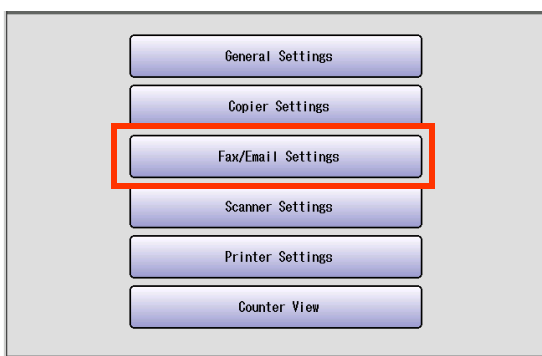 General Settings
Copier Settings
Fax/Email Settings
Scanner Settings
Printer Settings
Counter View